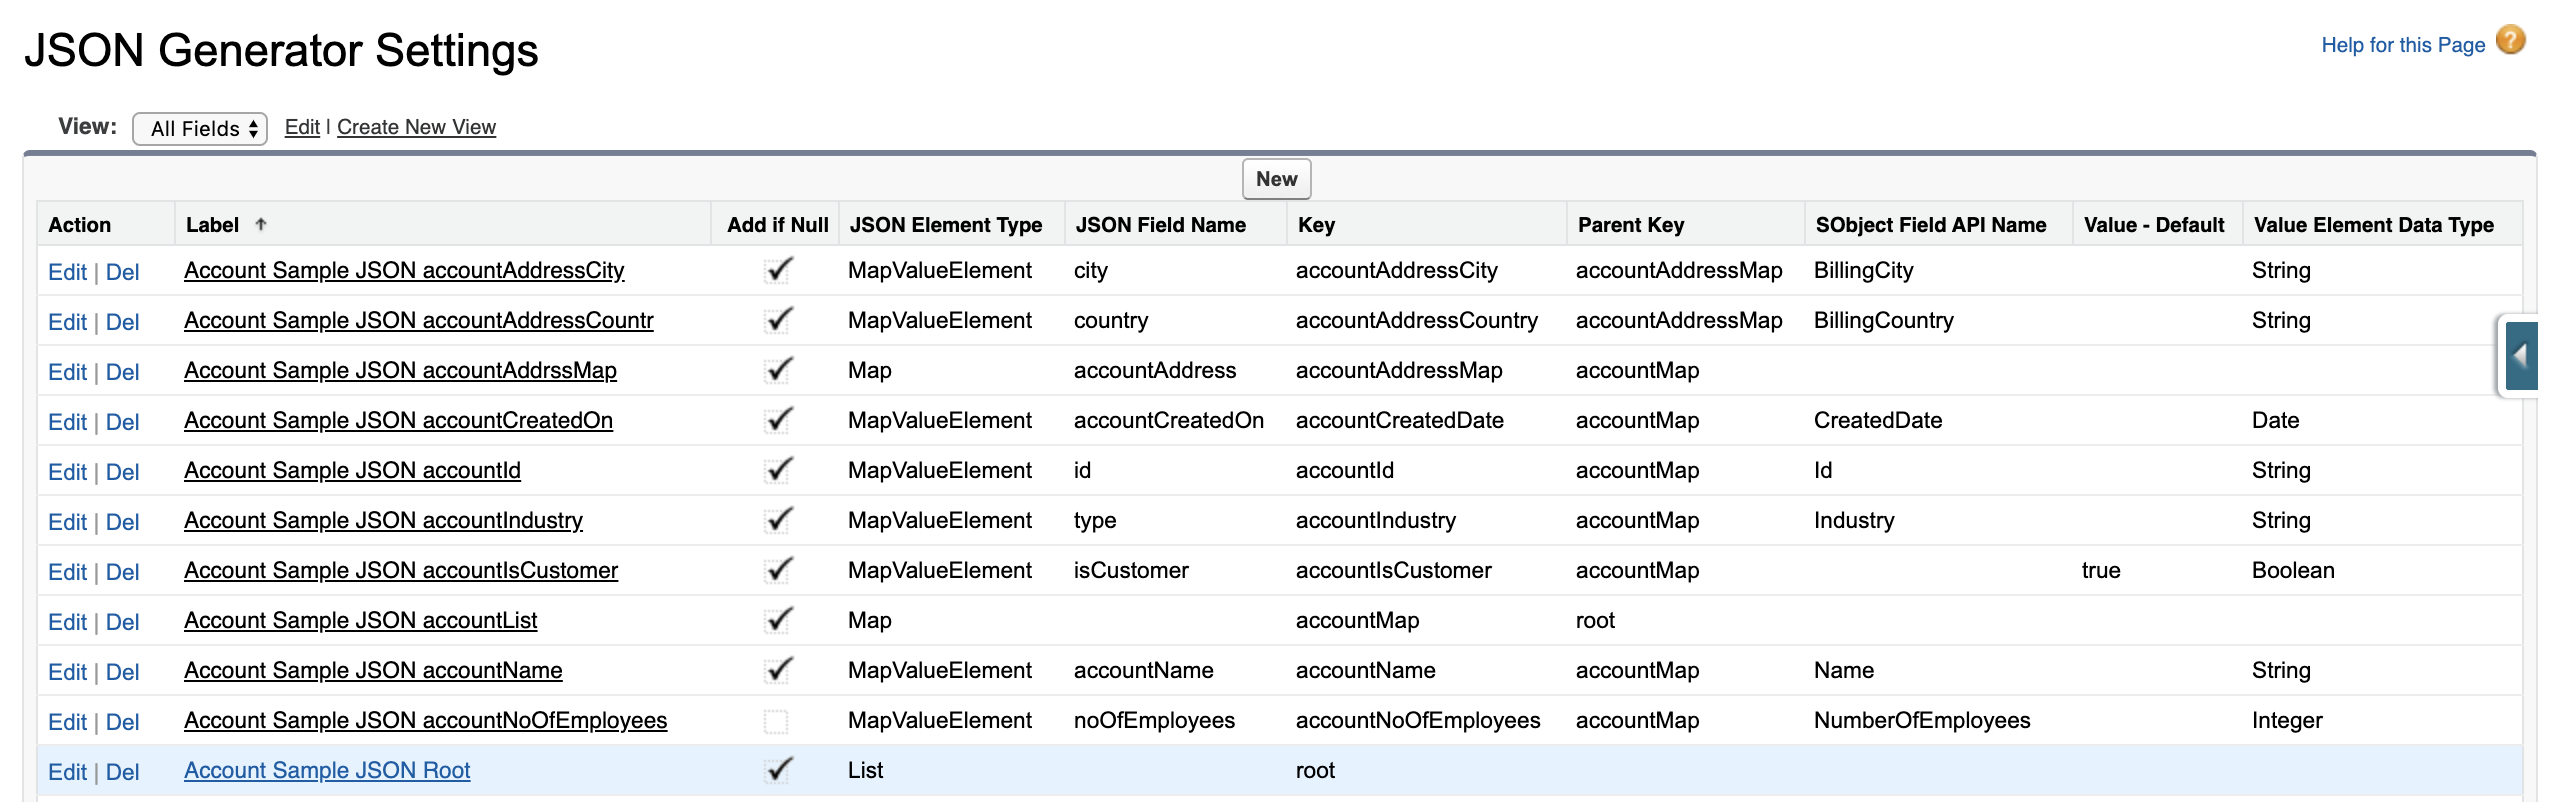 JSON Generator Settings
Help for this Page ?
View: All Fields Edit | Create New View
New
Action Label Add if Null JSON Element Type JSON Field Name Key Parent Key SObject Field API Name Value - Default Value Element Data Type
Edit | Del Account Sample JSON accountAddressCity MapValueElement city accountAddressCity accountAddressMap BillingCity String
Edit | Del Account Sample JSON accountAddressCountr MapValueElement country accountAddressCountry accountAddressMap BillingCountry String
Edit | Del Account Sample JSON accountAddrssMap Map accountAddress accountAddressMap accountMap
Edit | Del Account Sample JSON accountCreatedOn MapValueElement accountCreatedOn accountCreatedDate accountMap CreatedDate Date
Edit | Del Account Sample JSON accountId MapValueElement id accountId accountMap Id String
Edit | Del Account Sample JSON accountIndustry MapValueElement type accountIndustry accountMap Industry String
Edit | Del Account Sample JSON accountIsCustomer MapValueElement isCustomer accountIsCustomer accountMap true Boolean
Edit | Del Account Sample JSON accountList Map accountMap root
Edit | Del Account Sample JSON accountName MapValueElement accountName accountName accountMap Name String
Edit | Del Account Sample JSON accountNoOfEmployees MapValueElement noOfEmployees accountNoOfEmployees accountMap NumberOfEmployees Integer
Edit | Del Account Sample JSON Root List root